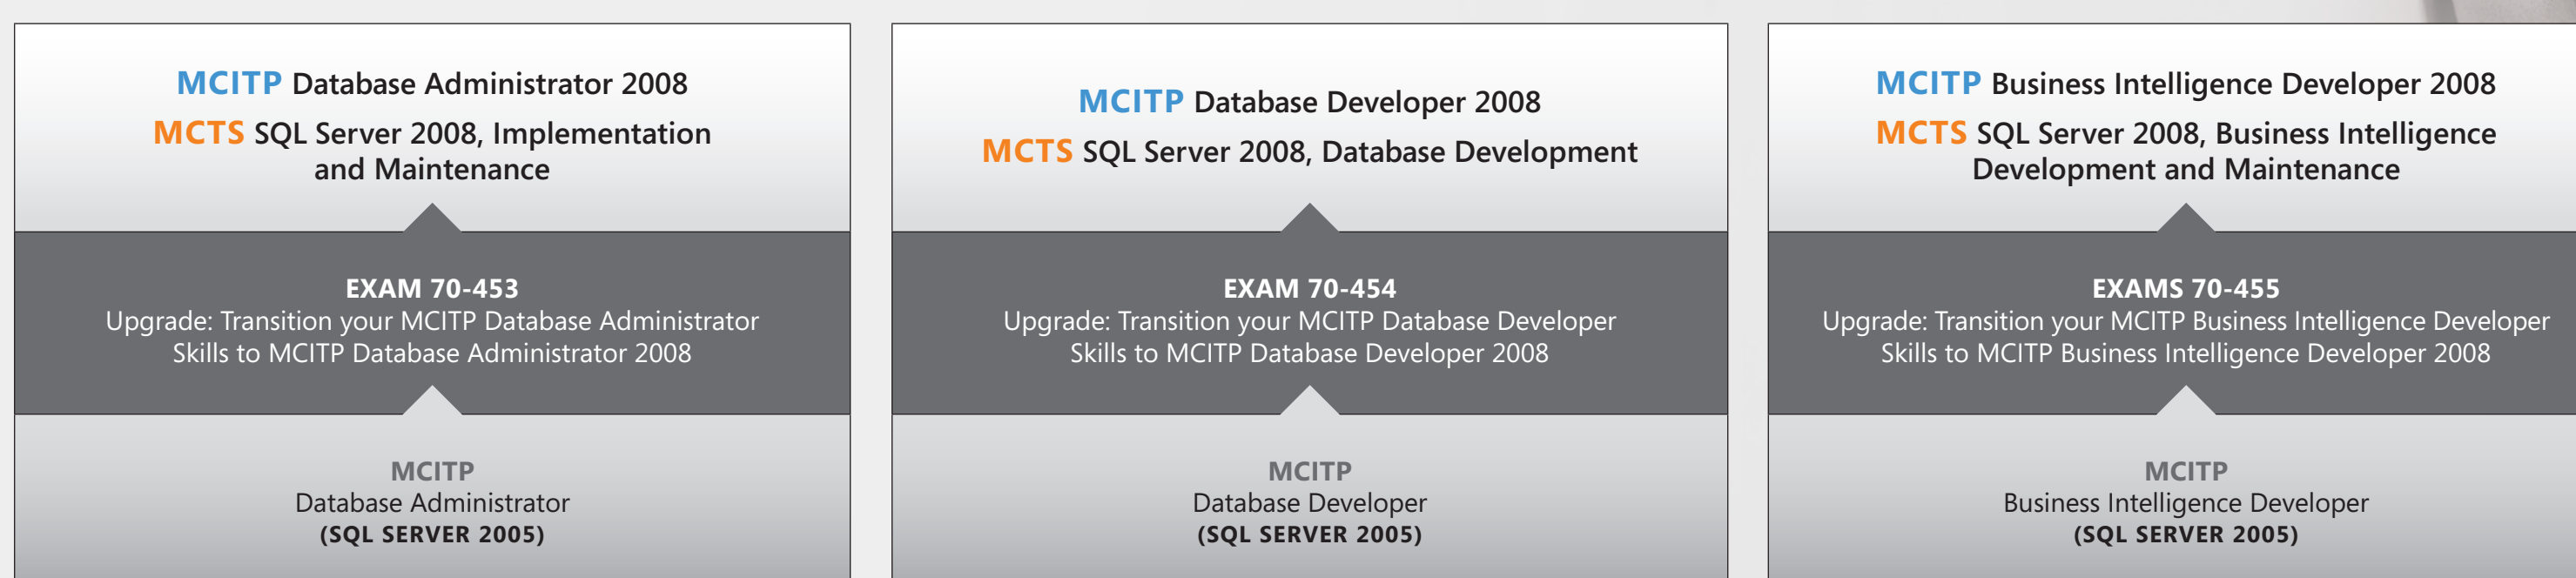 MCITP Database Administrator 2008
MCTS SQL Server 2008, Implementation
and Maintenance
EXAM 70-453
Upgrade: Transition your MCITP Database Administrator
Skills to MCITP Database Administrator 2008
MCITP
Database Administrator
(SQL SERVER 2005)
MCITP Database Developer 2008
MCTS SQL Server 2008, Database Development
EXAM 70-454
Upgrade: Transition your MCITP Database Developer
Skills to MCITP Database Developer 2008
MCITP
Database Developer
(SQL SERVER 2005)
MCITP Business Intelligence Developer 2008
MCTS SQL Server 2008, Business Intelligence
Development and Maintenance
EXAMS 70-455
Upgrade: Transition your MCITP Business Intelligence Developer
Skills to MCITP Business Intelligence Developer 2008
MCITP
Business Intelligence Developer
(SQL SERVER 2005)